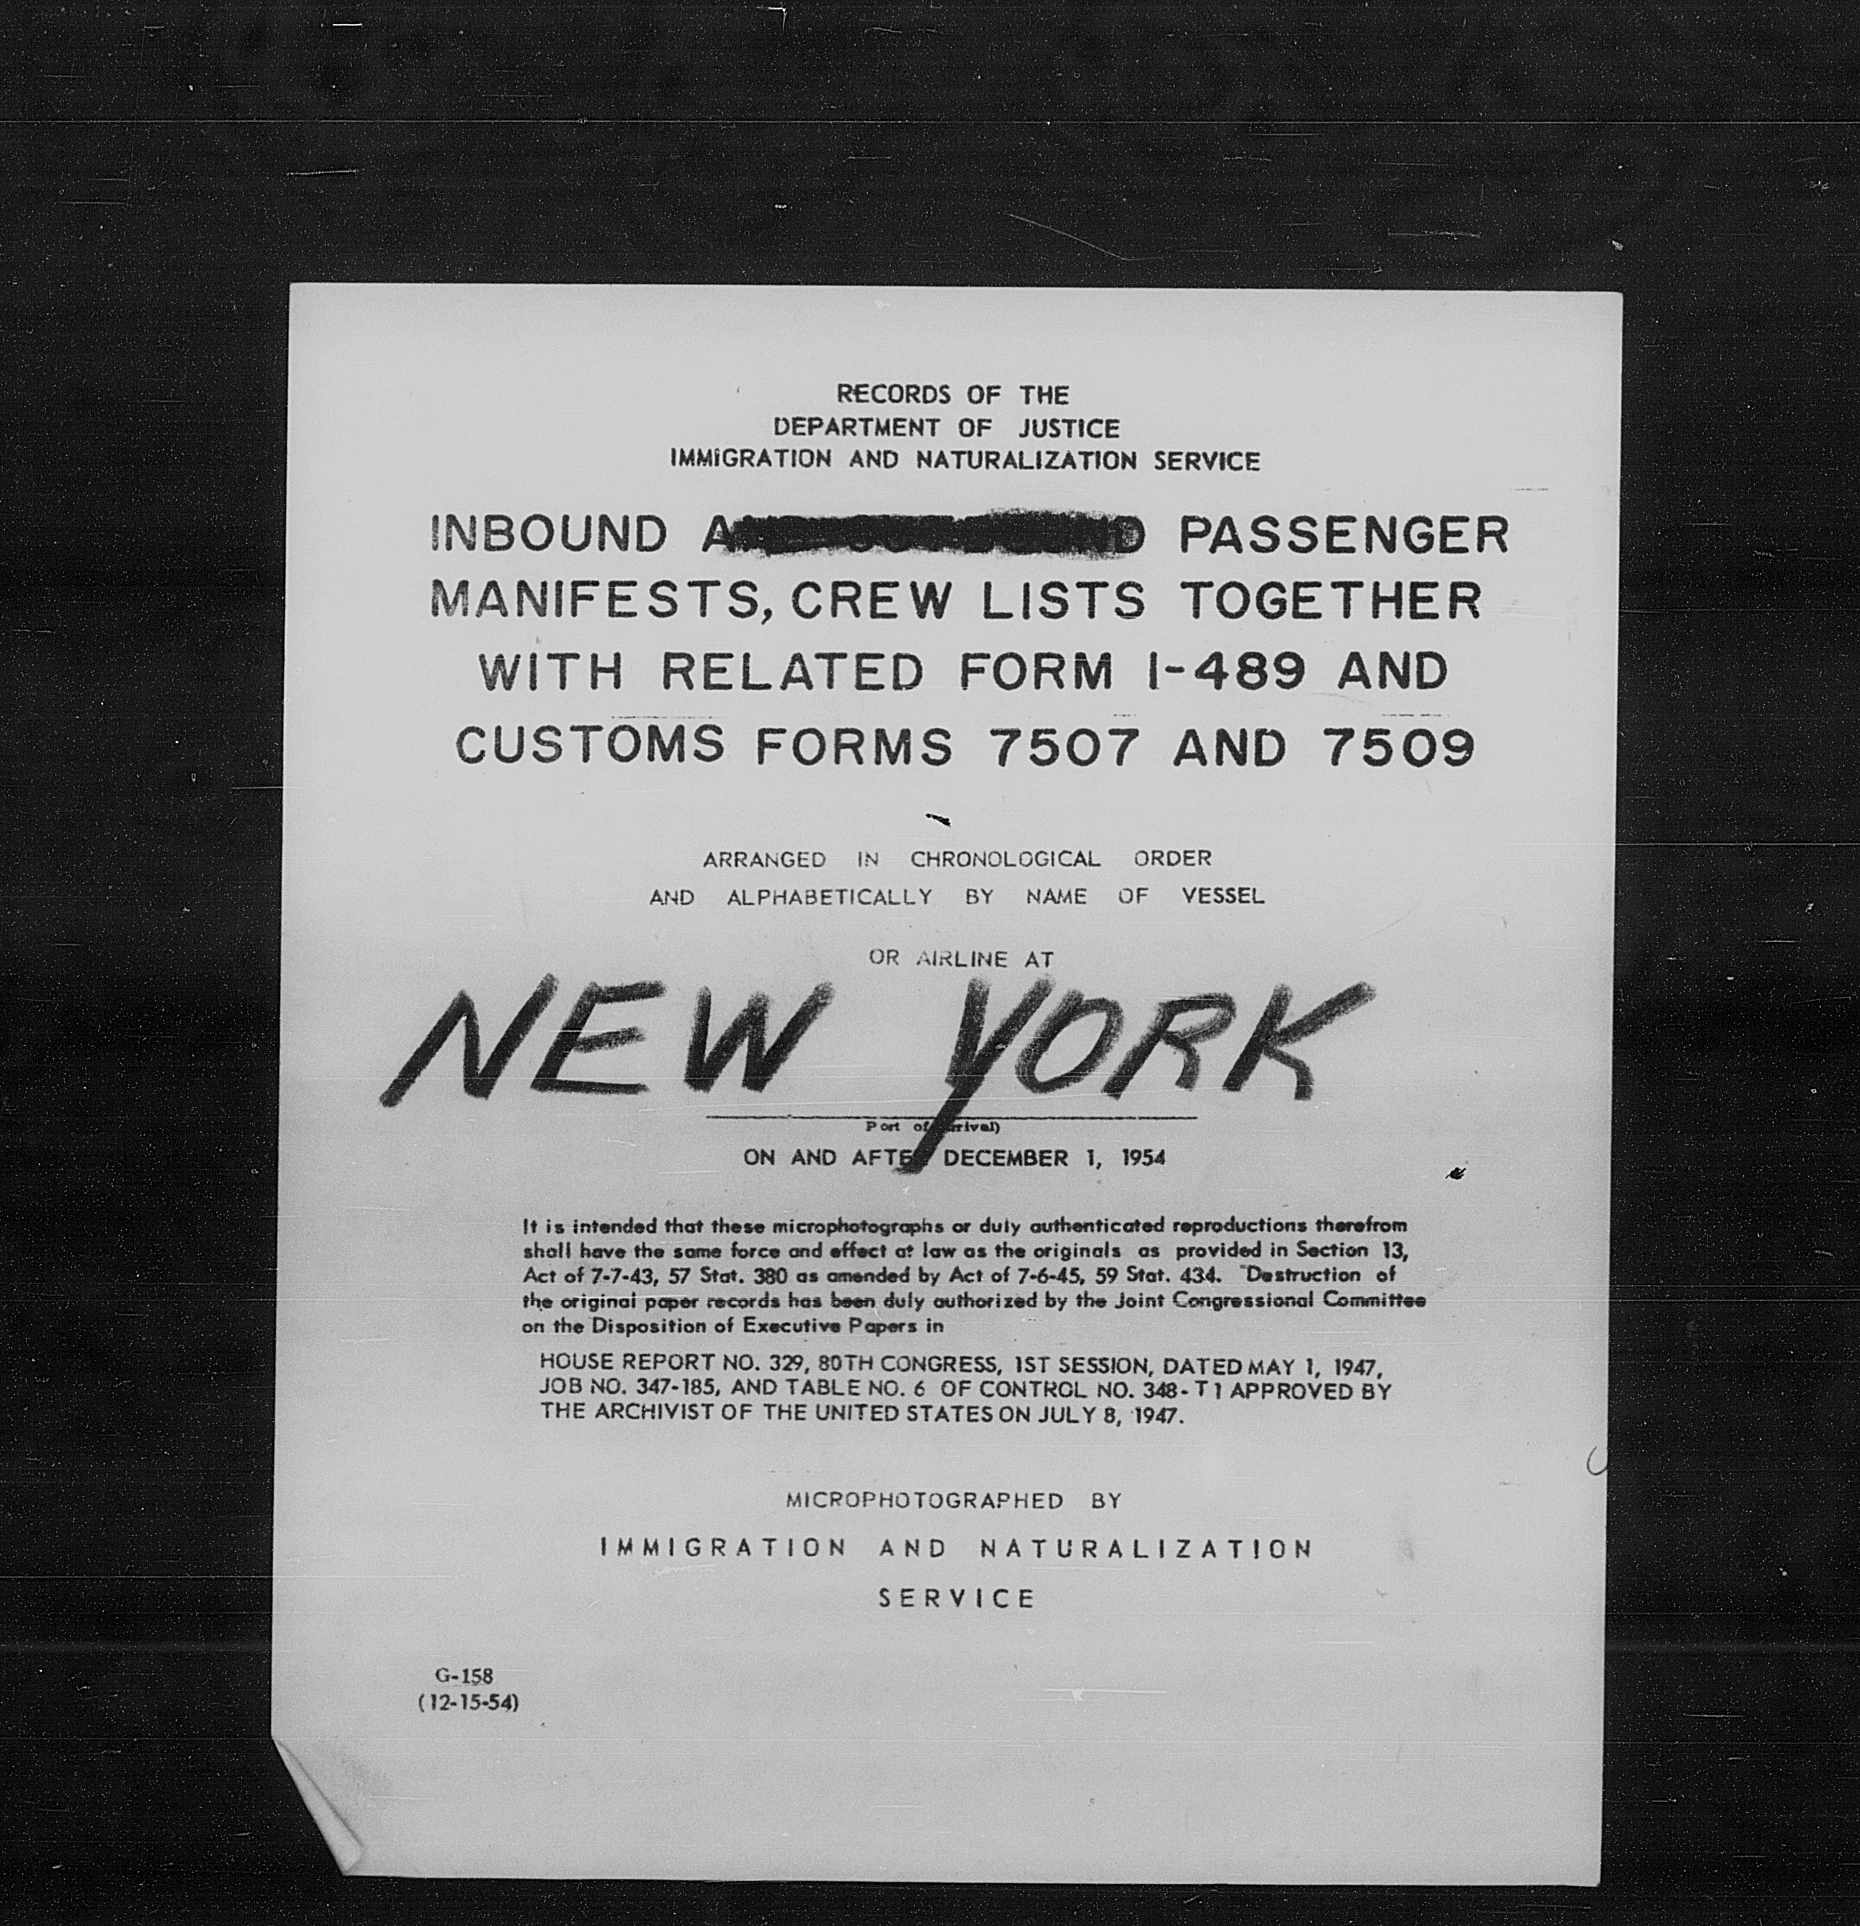 RECORDS OF THE
DEPARTMENT OF JUSTICE
IMMIGRATION AND NATURALIZATION SERVICE
INBOUND PASSENGER
MANIFESTS, CREW LISTS TOGETHER
WITH RELATED FORM I-489 AND
CUSTOMS FORMS 7507 AND 7509
ARRANGED IN CHRONOLOGICAL ORDER
AND ALPHABETICALLY BY NAME OF VESSEL
OR AIRLINE AT
NEW YORK
Port of Arrival)
ON AND AFTER DECEMBER 1, 1954
It is intended that these microphotographs or duly authenticated reproductions therefrom
shall have the same force and effect at law as the originals as provided in Section 13,
Act of 7-7-43, 57 Stat. 380 as amended by Act of 7-6-45, 59 Stat. 434. "Destruction of
the original paper records has been duly authorized by the Joint Congressional Committee
on the Disposition of Executive Papers in
HOUSE REPORT NO. 329, 80TH CONGRESS, 1ST SESSION, DATED MAY 1, 1947,
JOB NO. 347-185, AND TABLE NO. 6 OF CONTROL NO. 348-T1 APPROVED BY
THE ARCHIVIST OF THE UNITED STATES ON JULY 8, 1947.
MICROPHOTOGRAPHED BY
IMMIGRATION AND NATURALIZATION
SERVICE
G-158
(12-15-54)